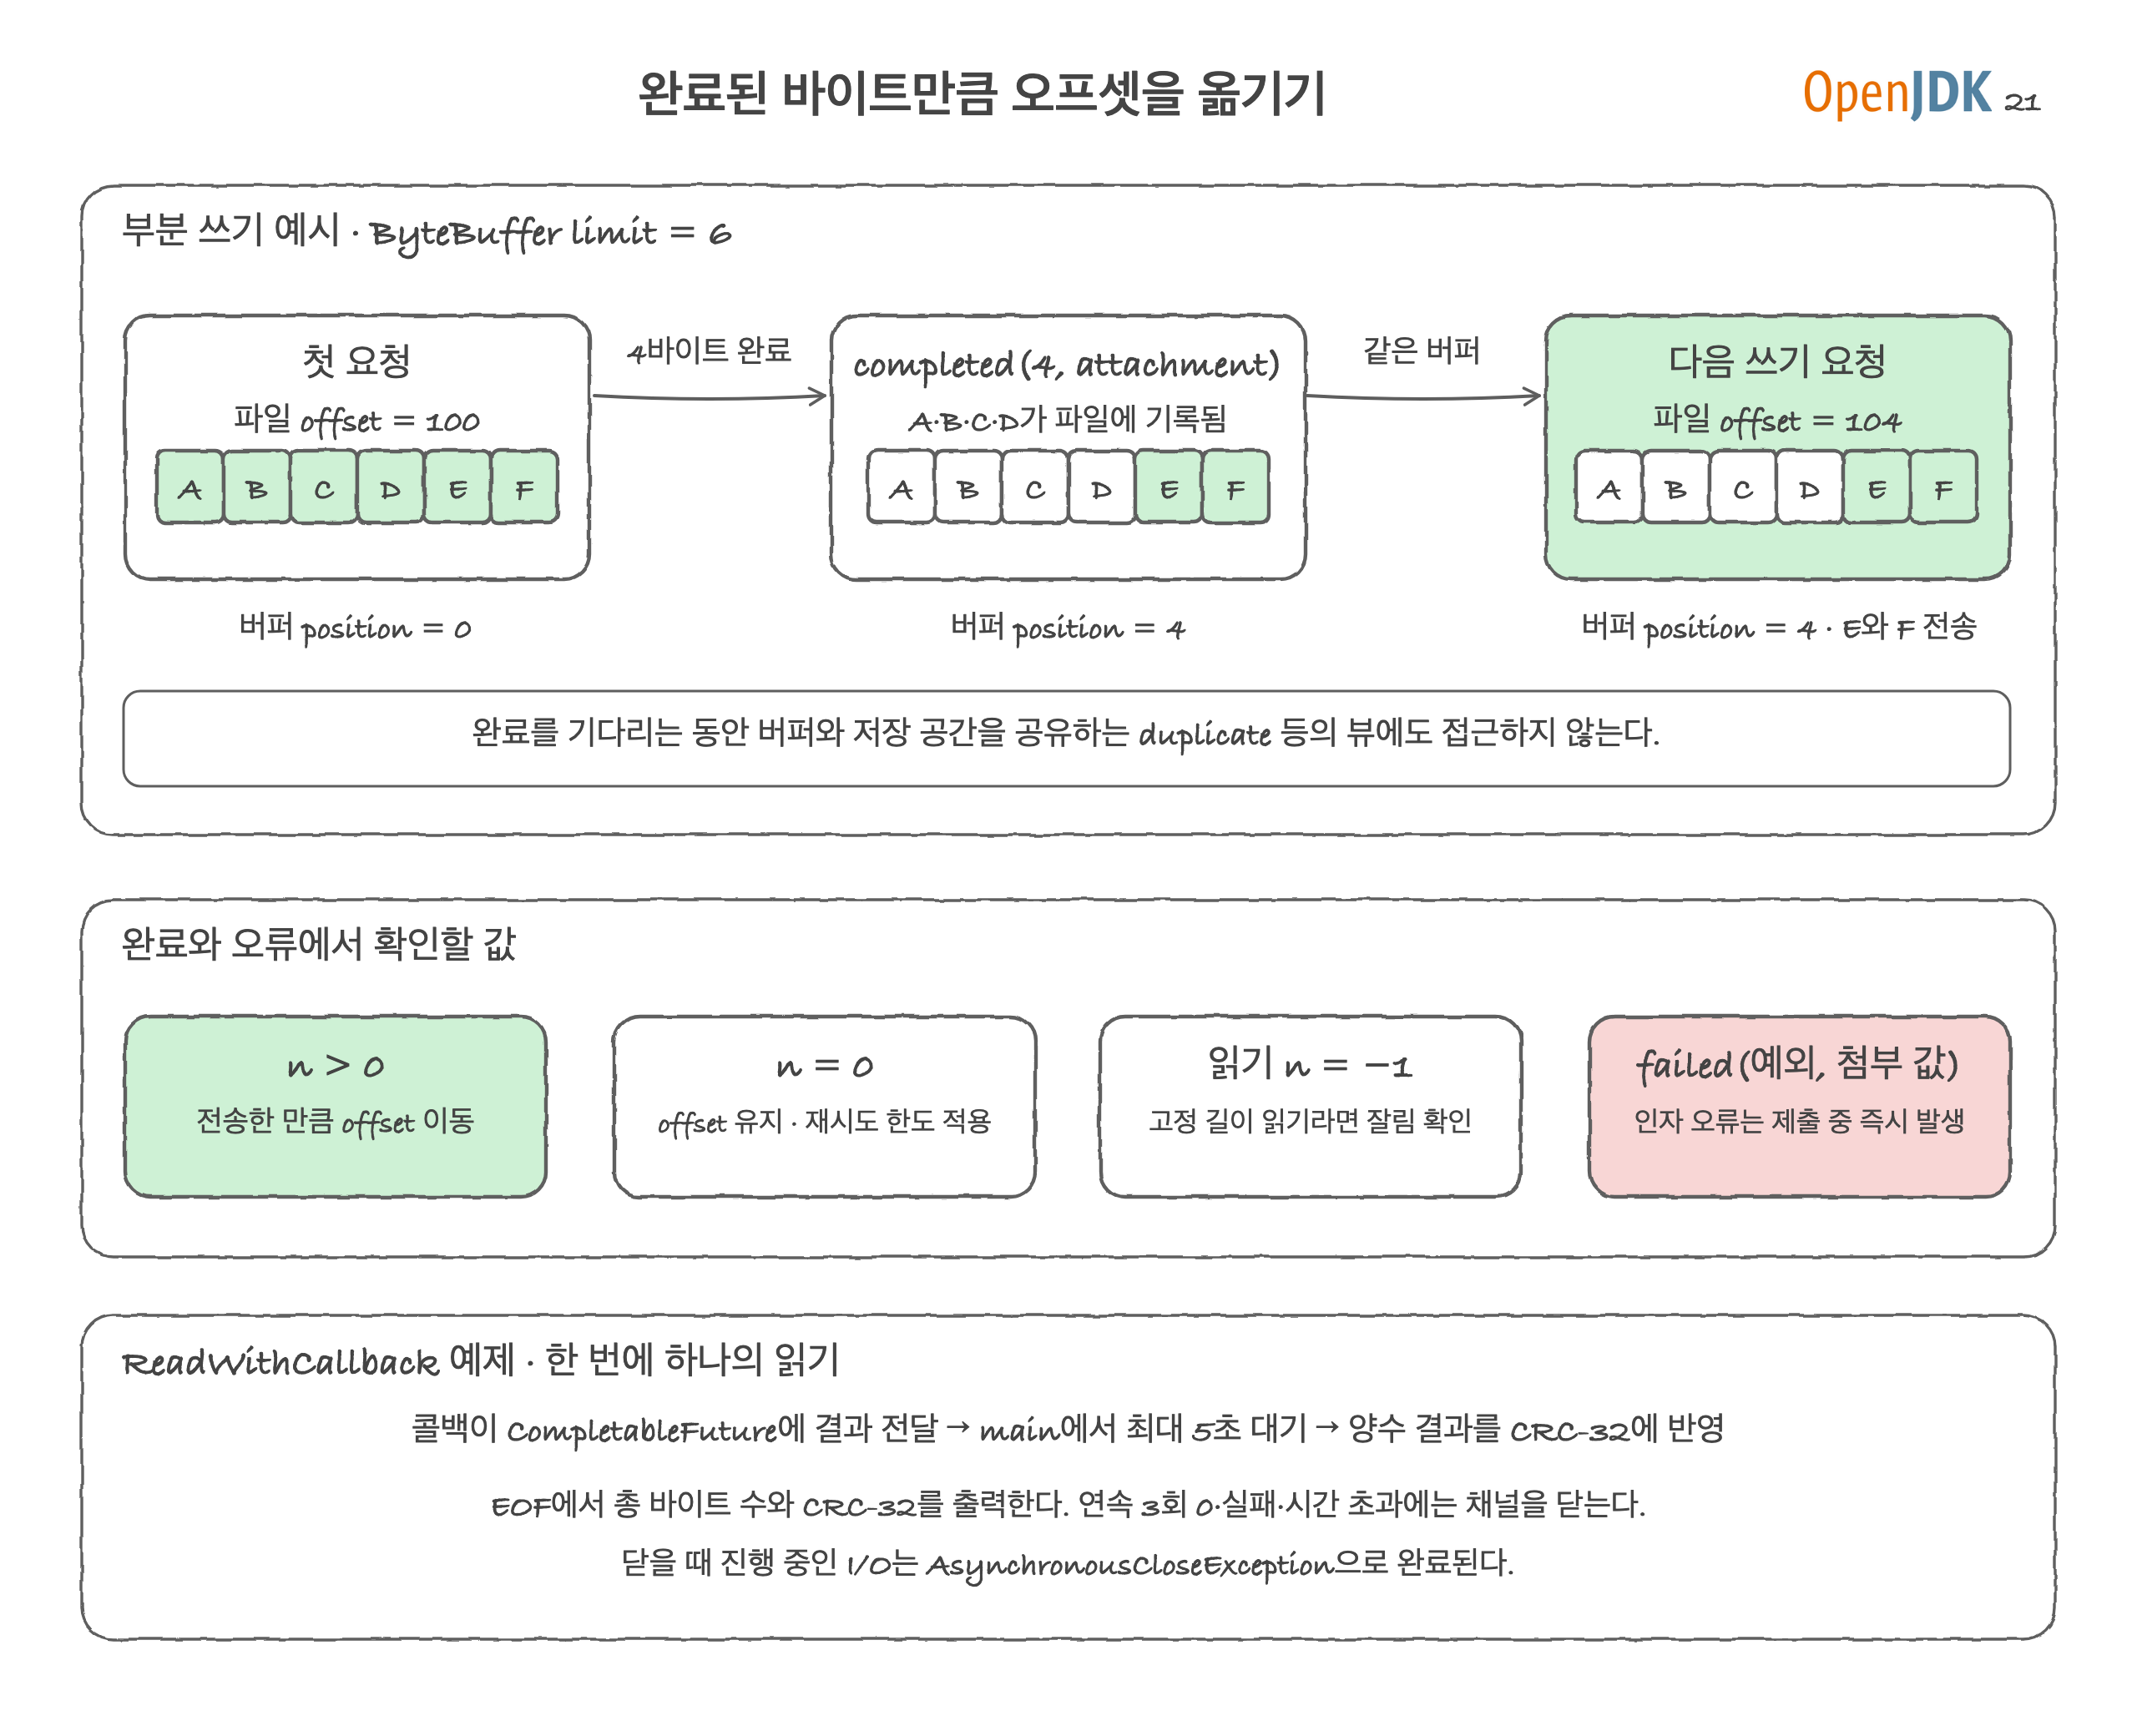 완료된 바이트만큼 오프셋을 옮기기
OpenJDK 21
부분 쓰기 예시 · ByteBuffer limit = 6
첫 요청
파일 offset = 100
A B C D E F
버퍼 position = 0
4바이트 완료
completed(4, attachment)
A·B·C·D가 파일에 기록됨
A B C D E F
버퍼 position = 4
같은 버퍼
다음 쓰기 요청
파일 offset = 104
A B C D E F
버퍼 position = 4 · E와 F 전송
완료를 기다리는 동안 버퍼와 저장 공간을 공유하는 duplicate 등의 뷰에도 접근하지 않는다.
완료와 오류에서 확인할 값
n > 0
전송한 만큼 offset 이동
n = 0
offset 유지 · 재시도 한도 적용
읽기 n = −1
고정 길이 읽기라면 잘림 확인
failed(예외, 첨부 값)
인자 오류는 제출 중 즉시 발생
ReadWithCallback 예제 · 한 번에 하나의 읽기
콜백이 CompletableFuture에 결과 전달 → main에서 최대 5초 대기 → 양수 결과를 CRC-32에 반영
EOF에서 총 바이트 수와 CRC-32를 출력한다. 연속 3회 0·실패·시간 초과에는 채널을 닫는다.
닫을 때 진행 중인 I/O는 AsynchronousCloseException으로 완료된다.